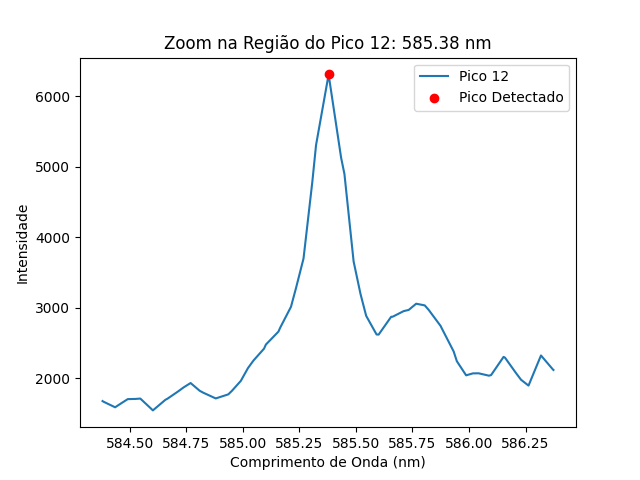 Zoom na Região do Pico 12: 585.38 nm
Pico 12
Pico Detectado
Intensidade
6000
5000
4000
3000
2000
584.50 584.75 585.00 585.25 585.50 585.75 586.00 586.25
Comprimento de Onda (nm)